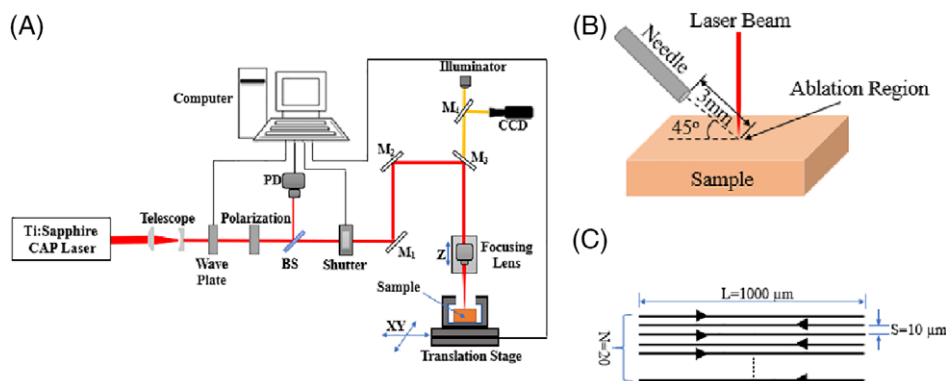 (A)
Illuminator
Computer
M4
CCD
M2
M3
PD
Telescope
Polarization
Ti:Sapphire
CAP Laser
Wave
Plate
BS
Shutter
M1
Z
Focusing
Lens
Sample
XY
Translation Stage
(B)
Laser Beam
Needle
3mm
Ablation Region
45°
Sample
(C)
L=1000 μm
N=20
S=10 μm